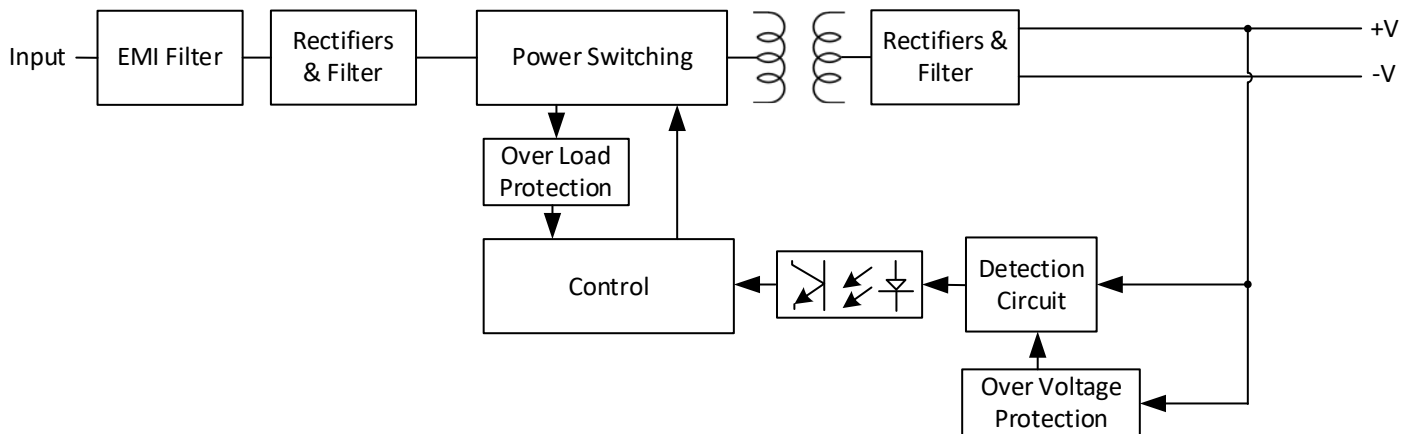 Input
EMI Filter
Rectifiers
& Filter
Power Switching
Rectifiers &
Filter
+V
-V
Over Load
Protection
Control
Detection
Circuit
Over Voltage
Protection